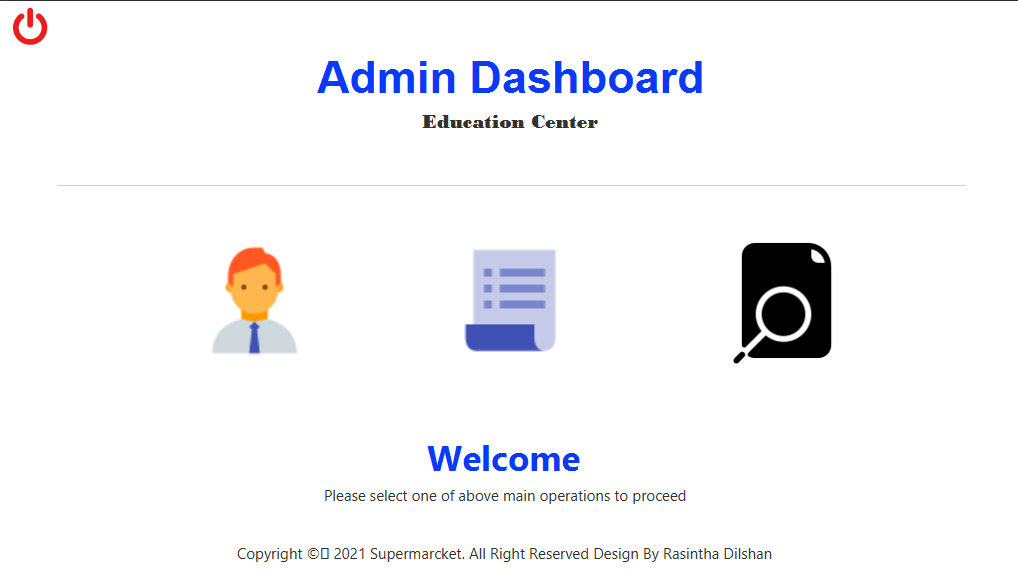 Admin Dashboard
Education Center
Welcome
Please select one of above main operations to proceed
Copyright ©▯ 2021 Supermarcket. All Right Reserved Design By Rasintha Dilshan